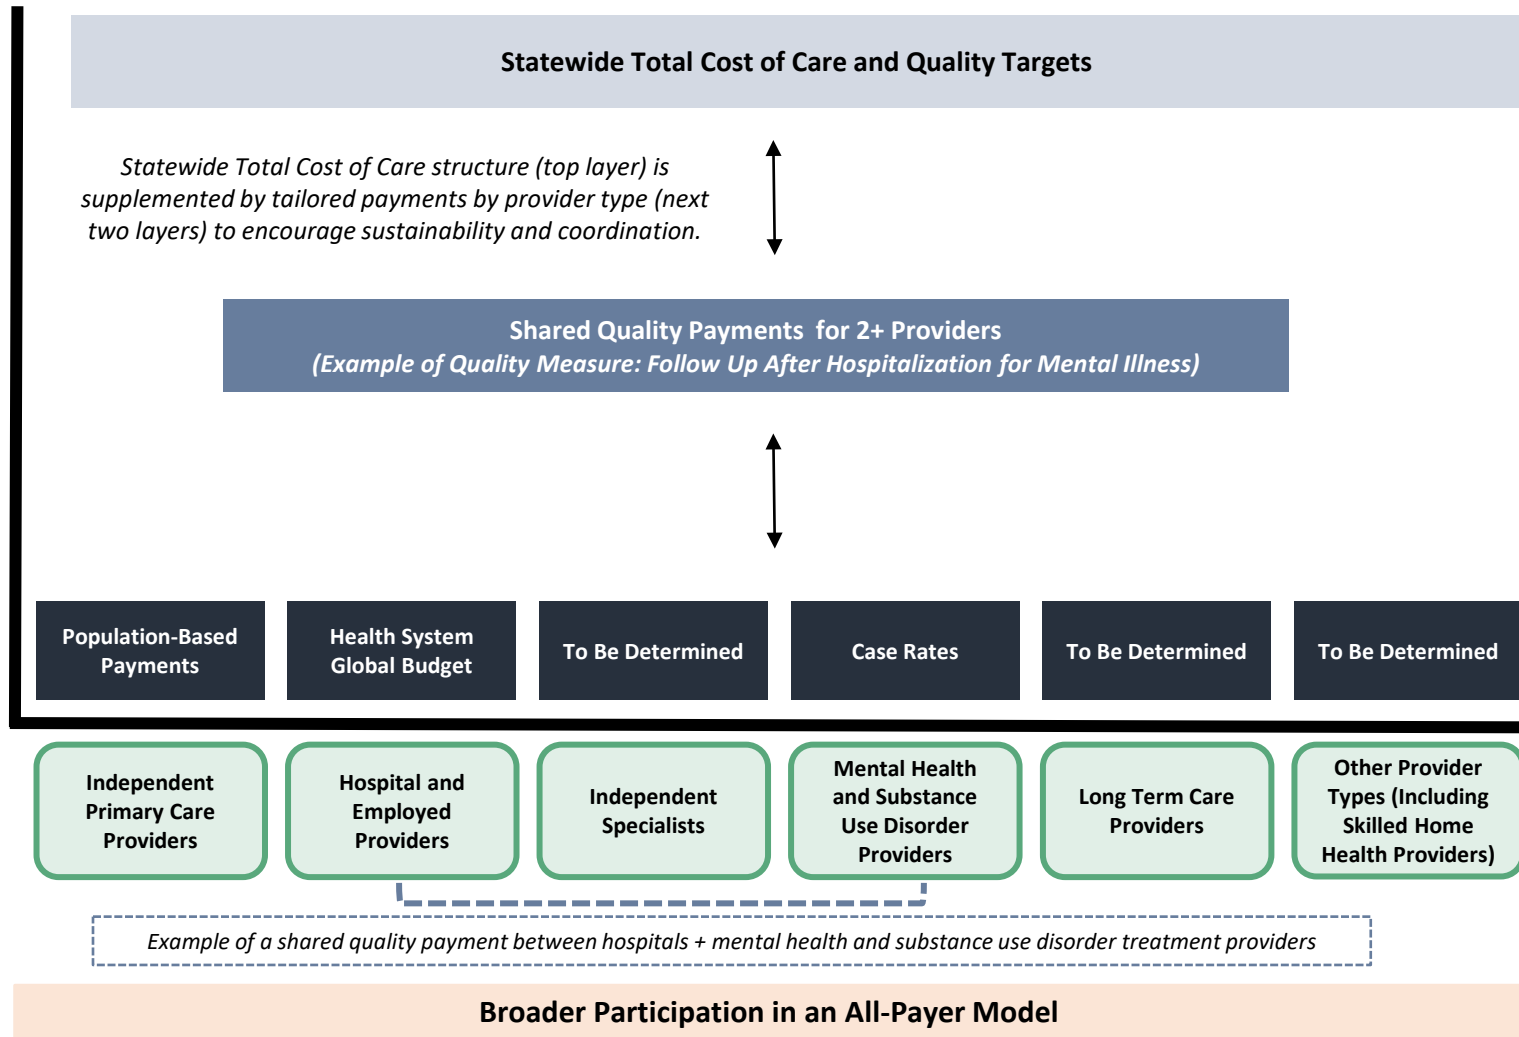 Statewide Total Cost of Care and Quality Targets
Statewide Total Cost of Care structure (top layer) is
supplemented by tailored payments by provider type (next
two layers) to encourage sustainability and coordination.
Shared Quality Payments for 2+ Providers
(Example of Quality Measure: Follow Up After Hospitalization for Mental Illness)
Population-Based
Payments
Health System
Global Budget
To Be Determined
Case Rates
To Be Determined
To Be Determined
Independent
Primary Care
Providers
Hospital and
Employed
Providers
Independent
Specialists
Mental Health
and Substance
Use Disorder
Providers
Long Term Care
Providers
Other Provider
Types (Including
Skilled Home
Health Providers)
Example of a shared quality payment between hospitals + mental health and substance use disorder treatment providers
Broader Participation in an All-Payer Model